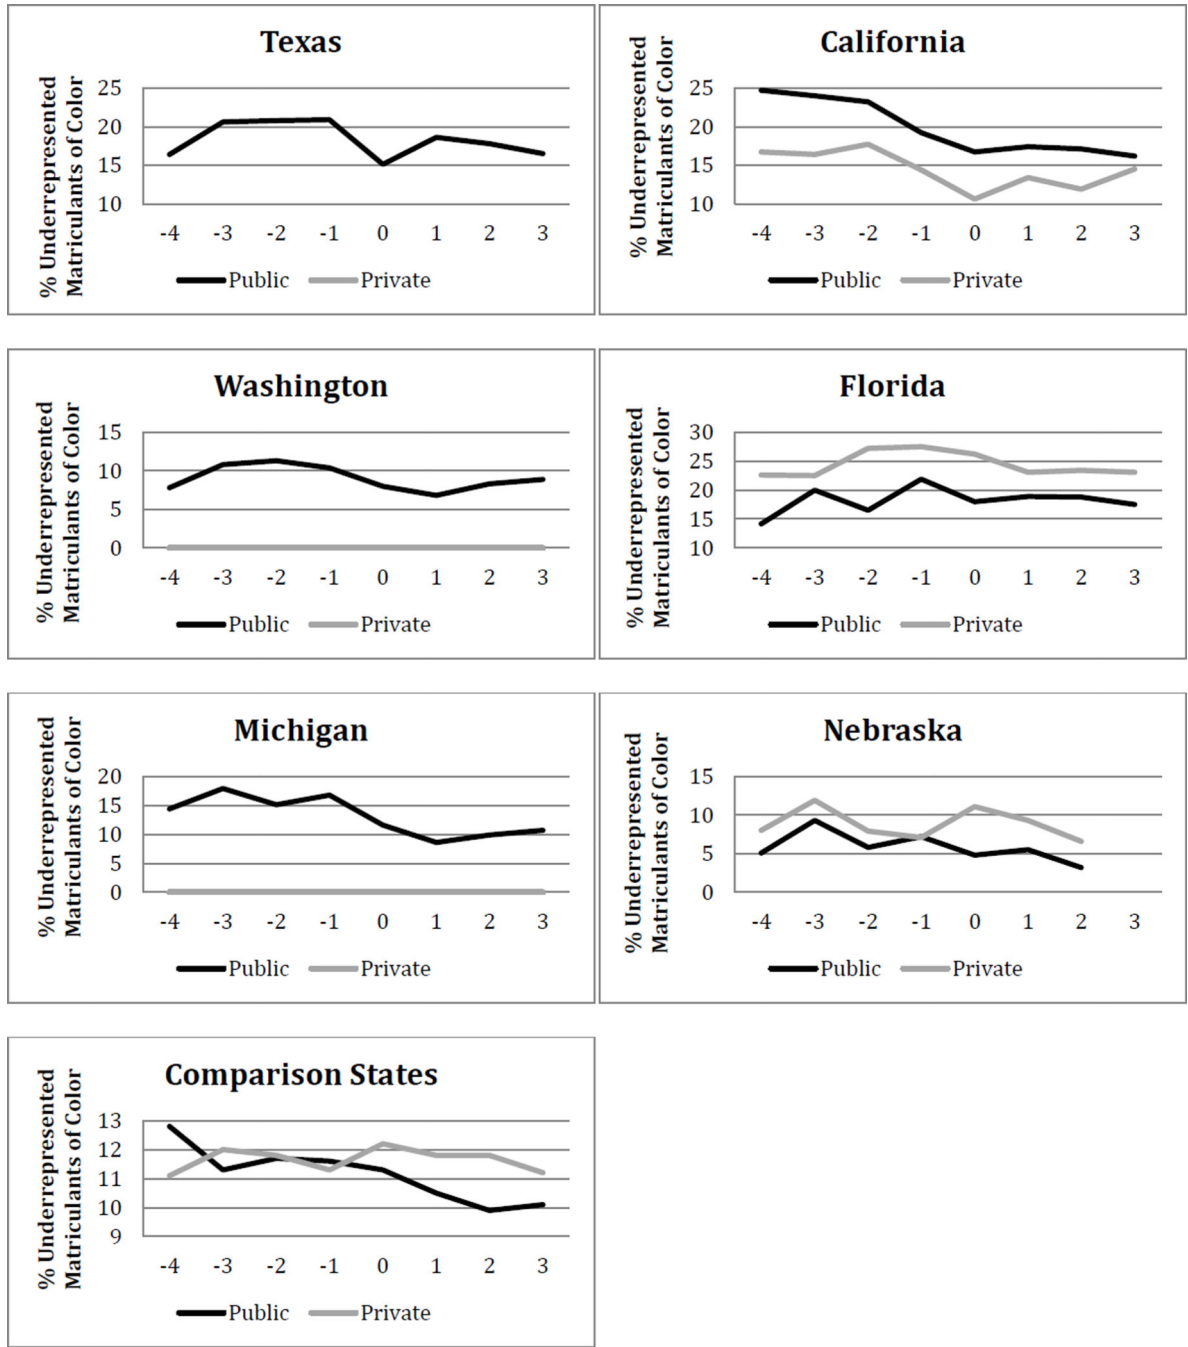 Texas
% Underrepresented
Matriculants of Color
25
20
15
10
-4 -3 -2 -1 0 1 2 3
Public Private
California
% Underrepresented
Matriculants of Color
25
20
15
10
-4 -3 -2 -1 0 1 2 3
Public Private
Washington
% Underrepresented
Matriculants of Color
15
10
5
0
-4 -3 -2 -1 0 1 2 3
Public Private
Florida
% Underrepresented
Matriculants of Color
30
25
20
15
10
-4 -3 -2 -1 0 1 2 3
Public Private
Michigan
% Underrepresented
Matriculants of Color
20
15
10
5
0
-4 -3 -2 -1 0 1 2 3
Public Private
Nebraska
% Underrepresented
Matriculants of Color
15
10
5
0
-4 -3 -2 -1 0 1 2 3
Public Private
Comparison States
% Underrepresented
Matriculants of Color
13
12
11
10
9
-4 -3 -2 -1 0 1 2 3
Public Private